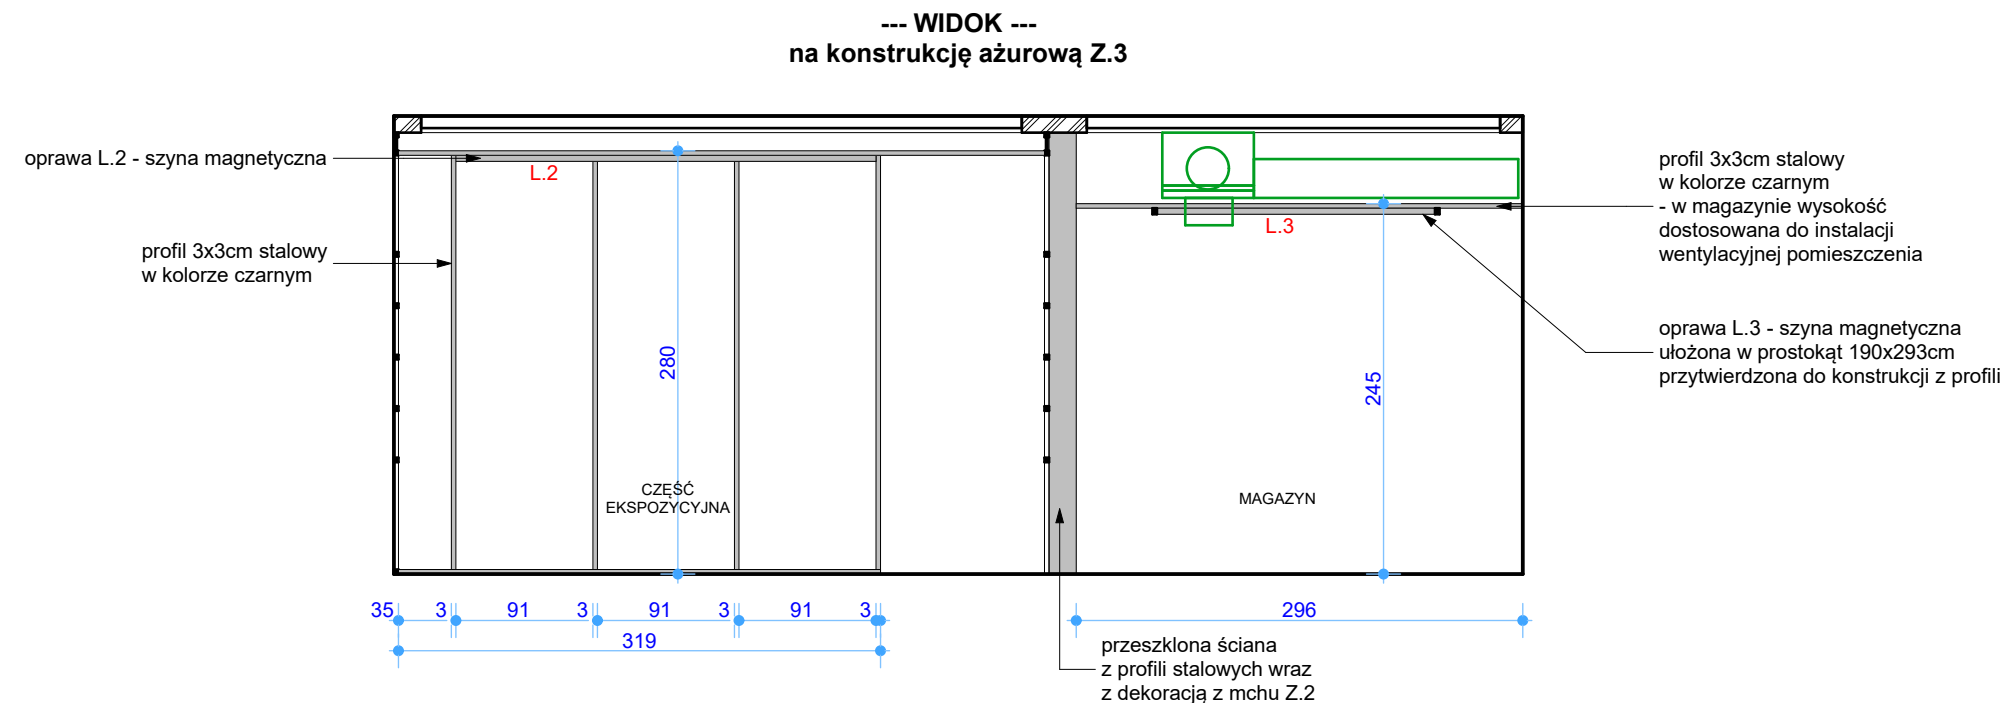 --- WIDOK ---
na konstrukcję ażurową Z.3
oprawa L.2 - szyna magnetyczna
L.2
profil 3x3cm stalowy
w kolorze czarnym
280
CZĘŚĆ
EKSPOZYCYJNA
L.3
245
MAGAZYN
profil 3x3cm stalowy
w kolorze czarnym
- w magazynie wysokość
dostosowana do instalacji
wentylacyjnej pomieszczenia
oprawa L.3 - szyna magnetyczna
ułożona w prostokąt 190x293cm
przytwierdzona do konstrukcji z profili
35 3 91 3 91 3 91 3
319
296
przeszklona ściana
z profili stalowych wraz
z dekoracją z mchu Z.2